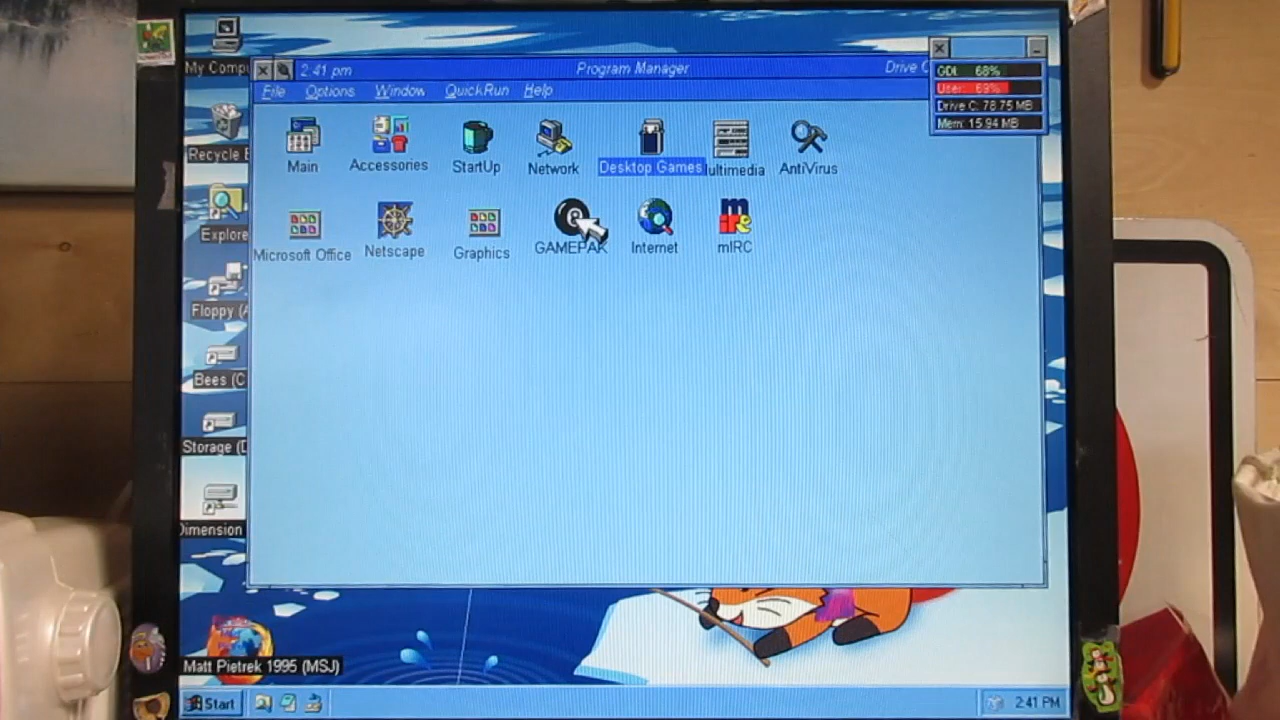 My Compu
2:41 pm
Program Manager
Drive C
GDI: 68%
User: 69%
Drive C: 78.75 MB
Mem: 15.94 MB
File Options Window QuickRun Help
Main
Accessories
StartUp
Network
Desktop Games
ultimedia
AntiVirus
Microsoft Office
Netscape
Graphics
GAMEPAK
Internet
mIRC
Recycle B
Explore
Floppy (A
Bees (C
Storage (D
Dimension
Matt Pietrek 1995 (MSJ)
Start
2:41 PM